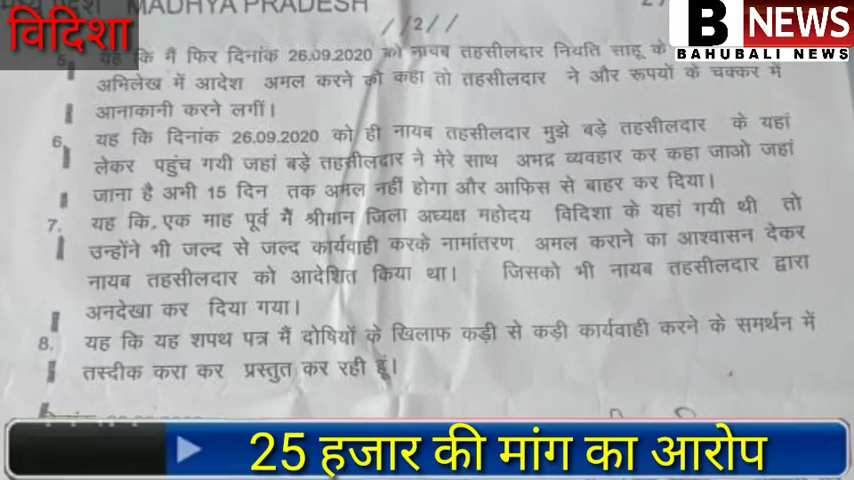 MADHYA PRADESH
//2//
विदिशा
B NEWS
BAHUBALI NEWS
5. यह कि मैं फिर दिनांक 26.09.2020 को नायब तहसीलदार नियति साहू के
अभिलेख में आदेश अमल करने को कहा तो तहसीलदार ने और रूपयों के चक्कर में
आनाकानी करने लगीं।
6. यह कि दिनांक 26.09.2020 को ही नायब तहसीलदार मुझे बड़े तहसीलदार के यहां
लेकर पहुंच गयी जहां बड़े तहसीलदार ने मेरे साथ अभद्र व्यवहार कर कहा जाओ जहां
जाना है अभी 15 दिन तक अमल नहीं होगा और आफिस से बाहर कर दिया।
7. यह कि, एक माह पूर्व मैं श्रीमान जिला अध्यक्ष महोदय विदिशा के यहां गयी थी तो
उन्होंने भी जल्द से जल्द कार्यवाही करके नामांतरण अमल कराने का आश्वासन देकर
नायब तहसीलदार को आदेशित किया था। जिसको भी नायब तहसीलदार द्वारा
अनदेखा कर दिया गया।
8. यह कि यह शपथ पत्र मैं दोषियों के खिलाफ कड़ी से कड़ी कार्यवाही करने के समर्थन में
तस्दीक करा कर प्रस्तुत कर रही हूं।
25 हजार की मांग का आरोप